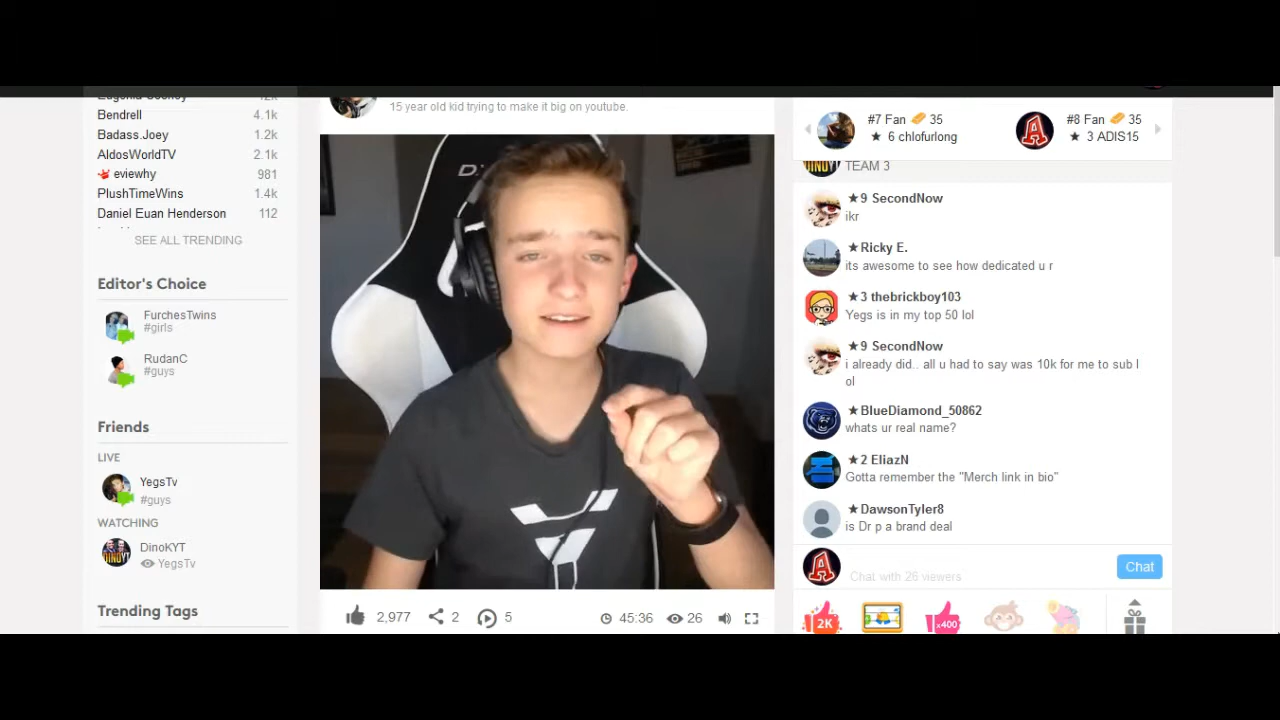 Bendrell 4.1k
Badass.Joey 1.2k
AldosWorldTV 2.1k
eviewhy 981
PlushTimeWins 1.4k
Daniel Euan Henderson 112
SEE ALL TRENDING
Editor's Choice
FurchesTwins
#girls
RudanC
#guys
Friends
LIVE
YegsTv
#guys
WATCHING
DinoKYT
YegsTv
Trending Tags
15 year old kid trying to make it big on youtube.
2,977 2 5 45:36 26
#7 Fan 35
★ 6 chlofurlong
#8 Fan 35
★ 3 ADIS15
TEAM 3
★9 SecondNow
ikr
★Ricky E.
its awesome to see how dedicated u r
★3 thebrickboy103
Yegs is in my top 50 lol
★9 SecondNow
i already did.. all u had to say was 10k for me to sub l
ol
★BlueDiamond_50862
whats ur real name?
★2 EliazN
Gotta remember the "Merch link in bio"
★DawsonTyler8
is Dr p a brand deal
Chat with 26 viewers
Chat
2K
x400